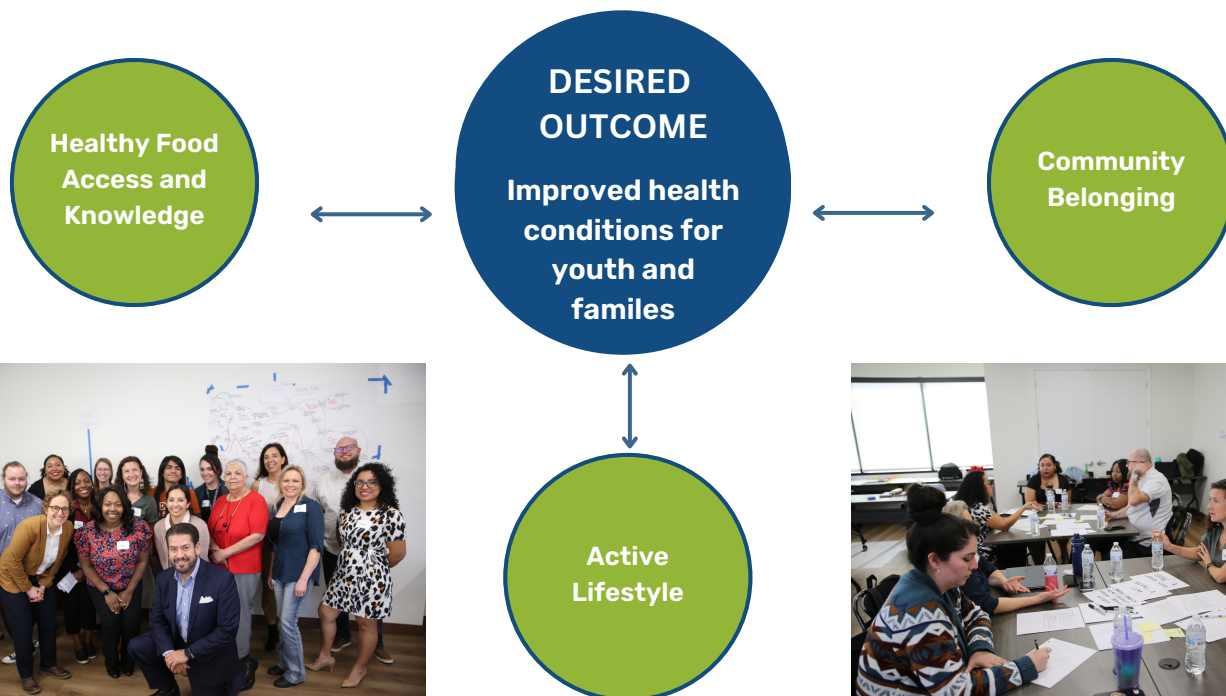 Healthy Food
Access and
Knowledge
DESIRED
OUTCOME
Improved health
conditions for
youth and
familes
Community
Belonging
Active
Lifestyle